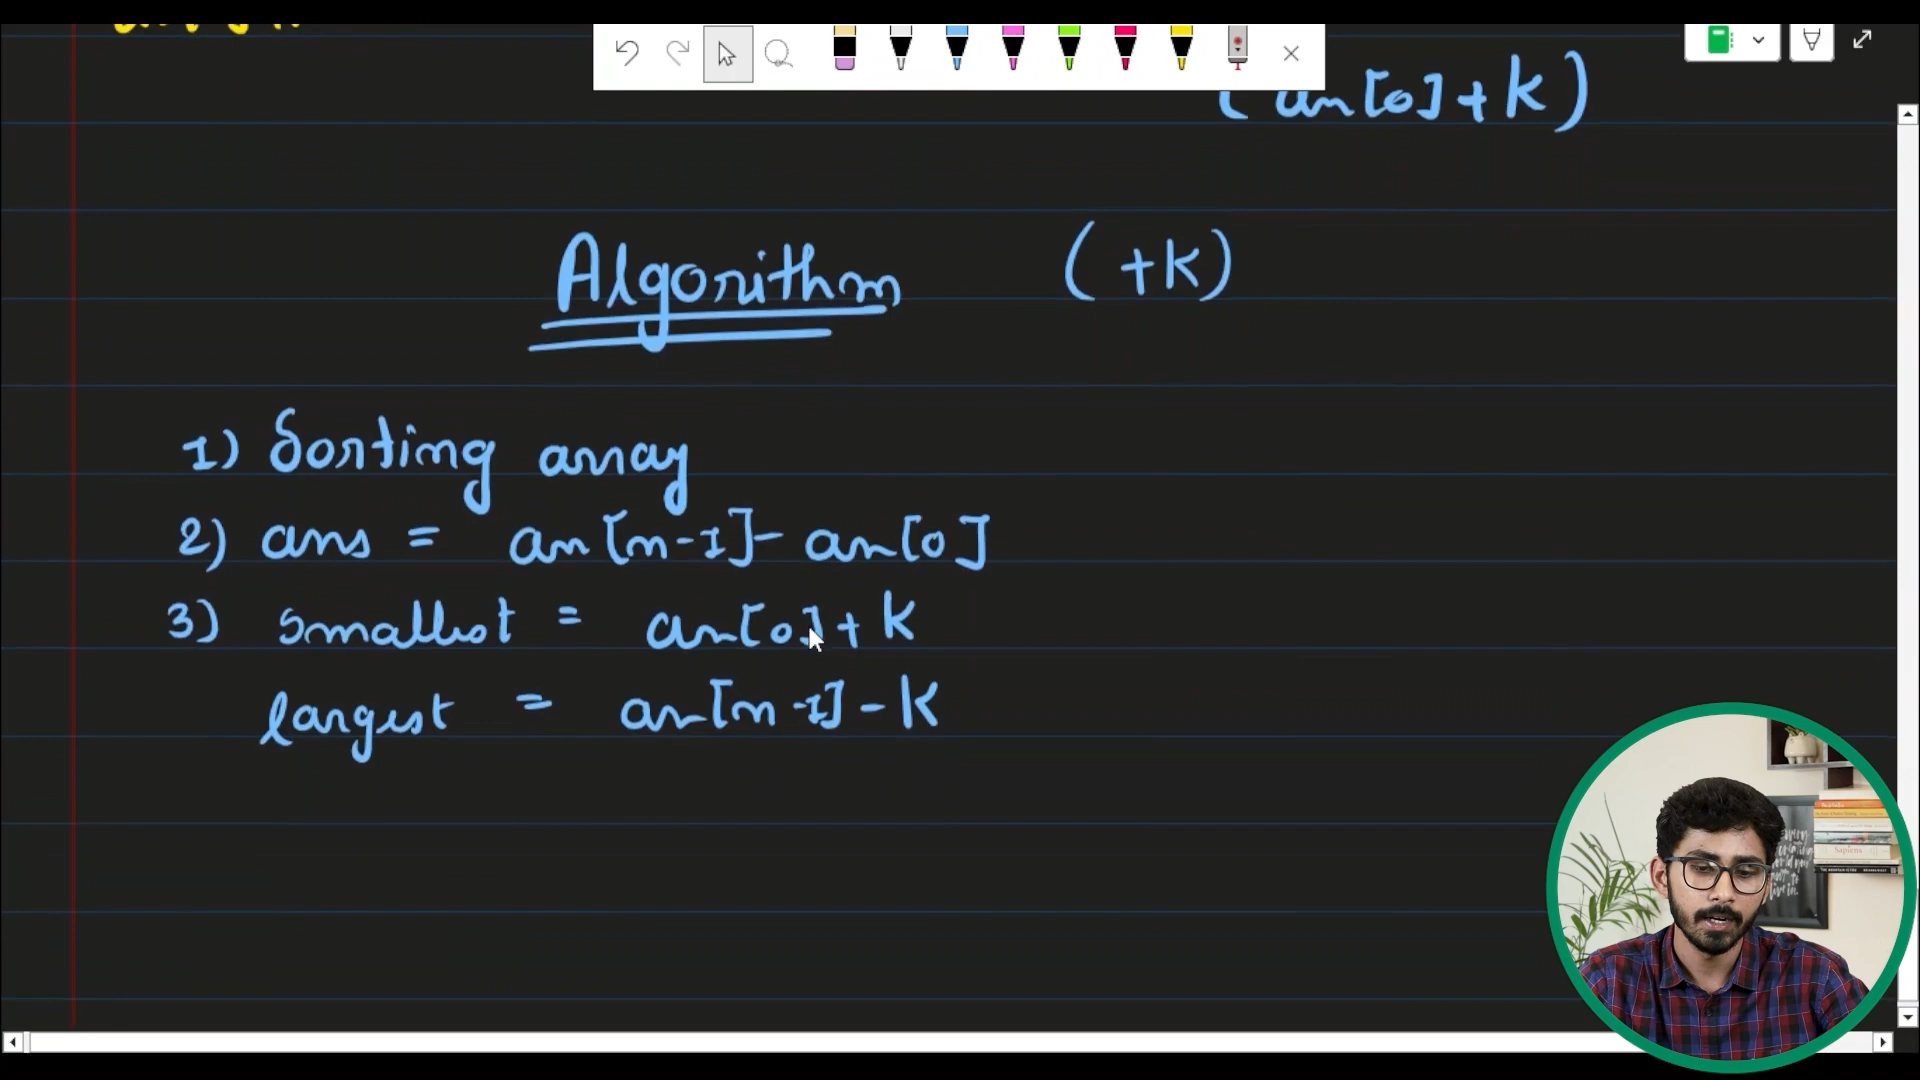 (arr[0]+k)
Algorithm (+k)
1) Sorting array
2) ans = arr[n-1]- arr[0]
3) smallest = arr[0]+k
largest = arr[n-1]-k
Sapiens